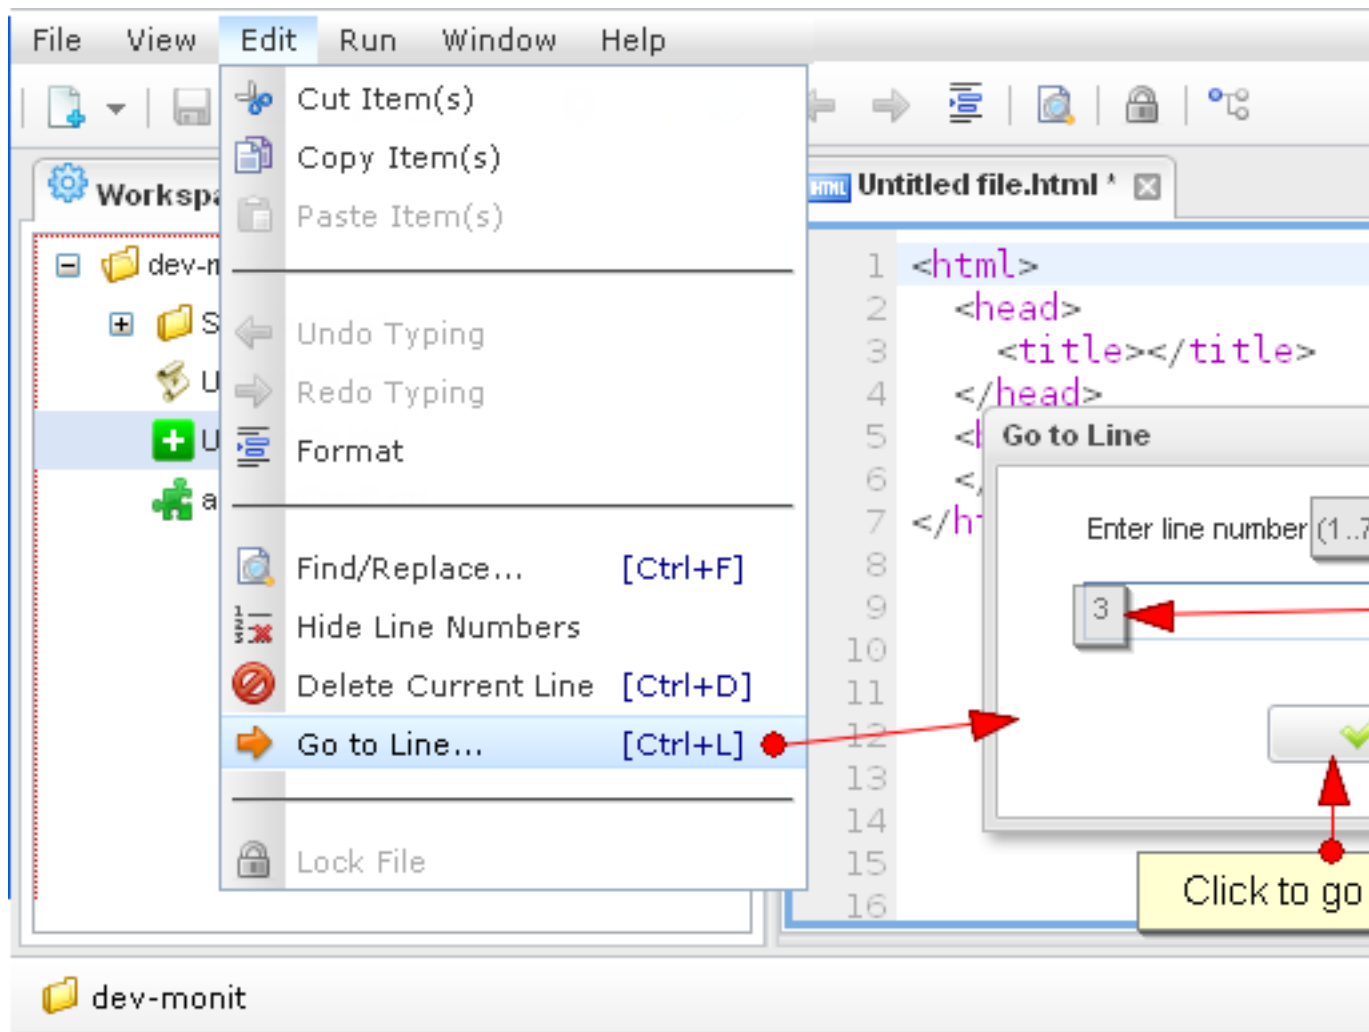 File View Edit Run Window Help
Cut Item(s)
Copy Item(s)
Paste Item(s)
Undo Typing
Redo Typing
Format
Find/Replace... [Ctrl+F]
Hide Line Numbers
Delete Current Line [Ctrl+D]
Go to Line... [Ctrl+L]
Lock File
dev-monit
HTML Untitled file.html *
1 <html>
2 <head>
3 <title></title>
4 </head>
5 <
6 </
7 </h
8
9
10
11
12
13
14
15
16
Go to Line
Enter line number (1..7
3
Click to go